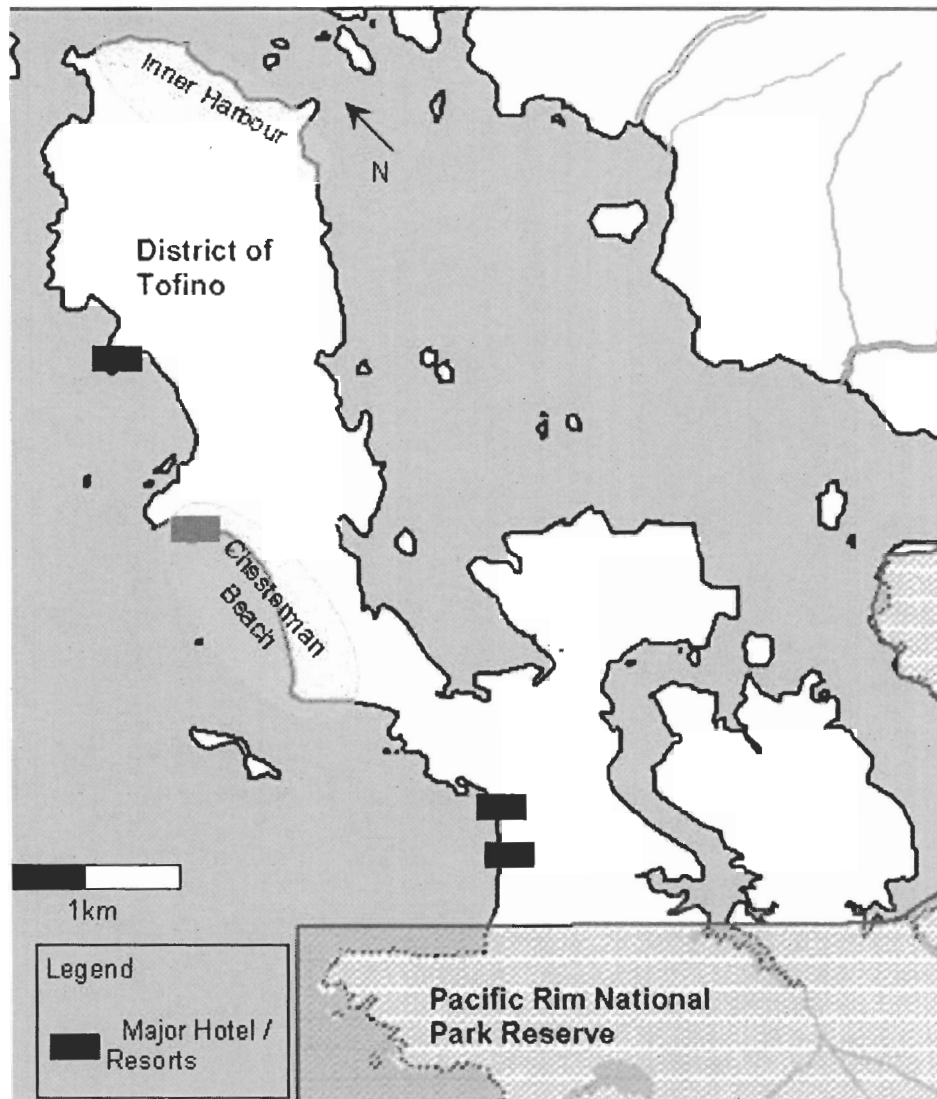 Inner Harbour
N
District of
Tofino
Chesterman
Beach
1km
Legend
Major Hotel /
Resorts
Pacific Rim National
Park Reserve